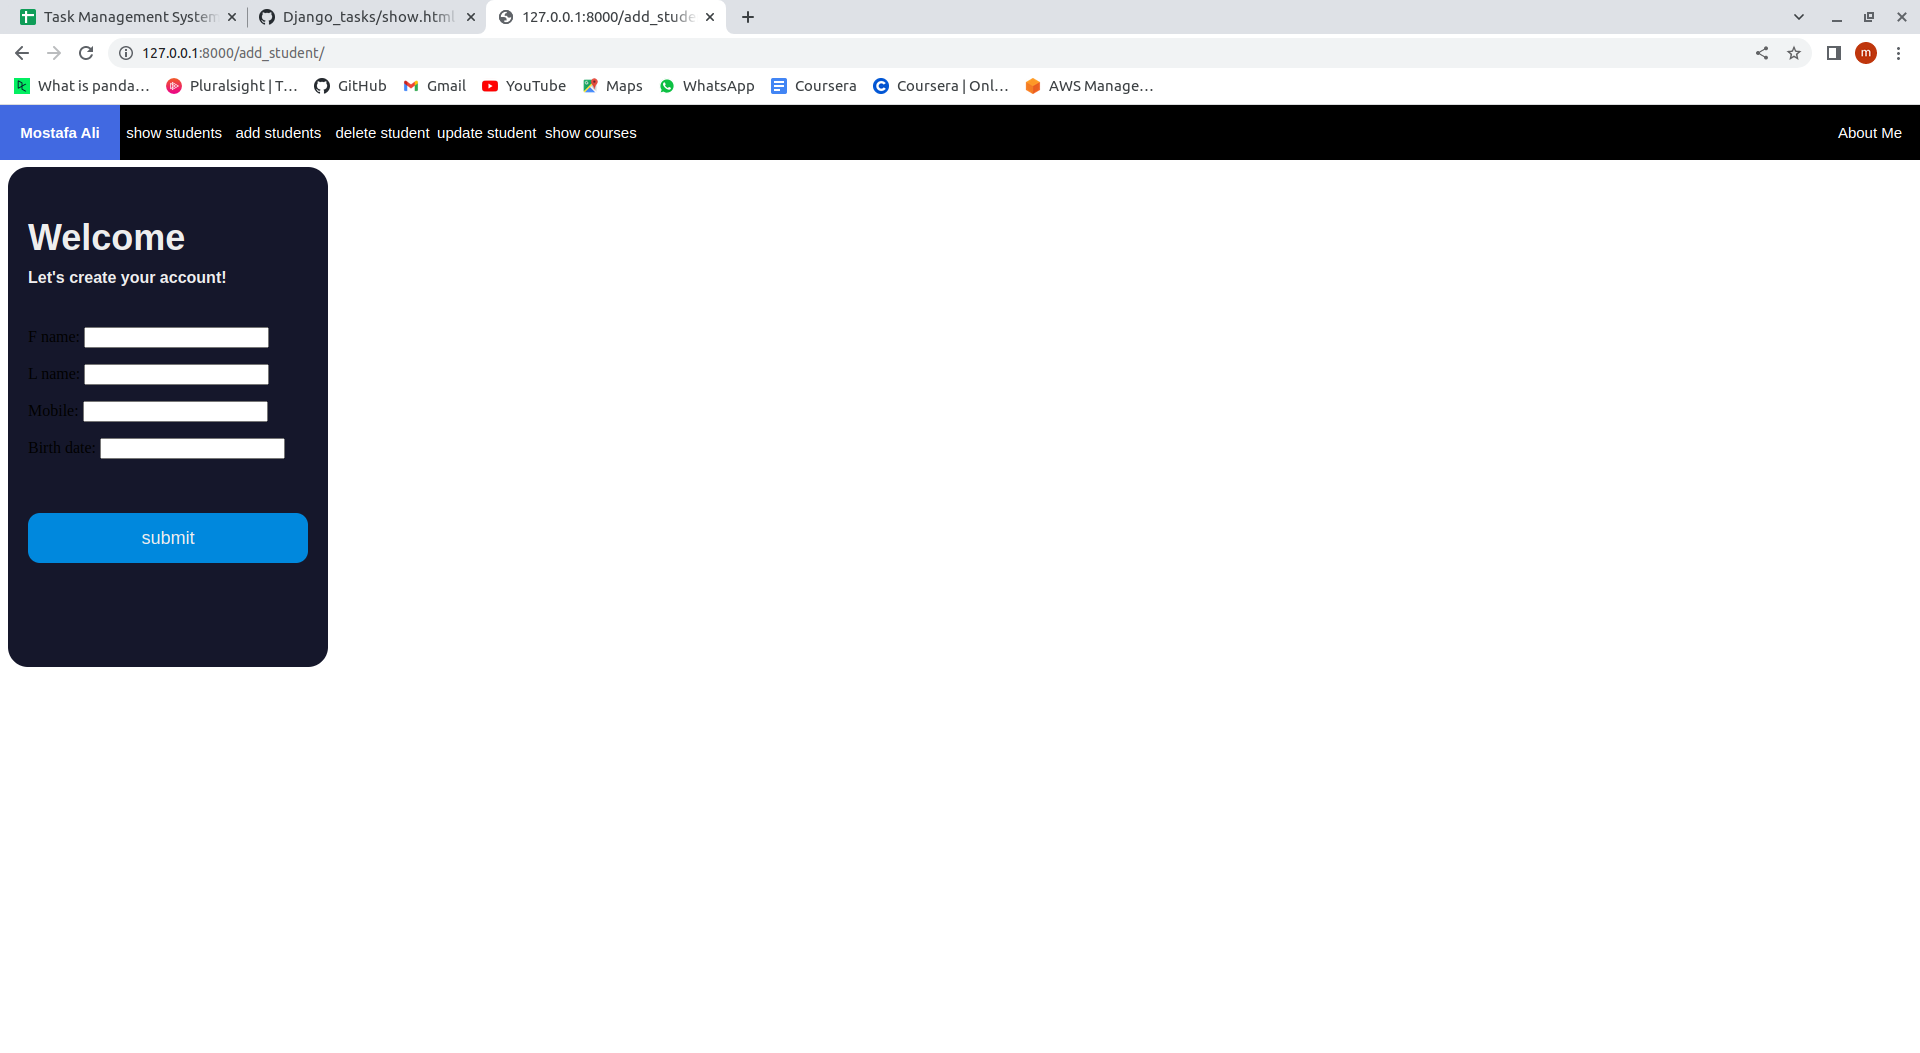 Task Management System
Django_tasks/show.html
127.0.0.1:8000/add_stude
127.0.0.1:8000/add_student/
m
What is panda…
Pluralsight | T…
GitHub
Gmail
YouTube
Maps
WhatsApp
Coursera
Coursera | Onl…
AWS Manage…
Mostafa Ali
show students
add students
delete student
update student
show courses
About Me
Welcome
Let's create your account!
F name:
L name:
Mobile:
Birth date:
submit